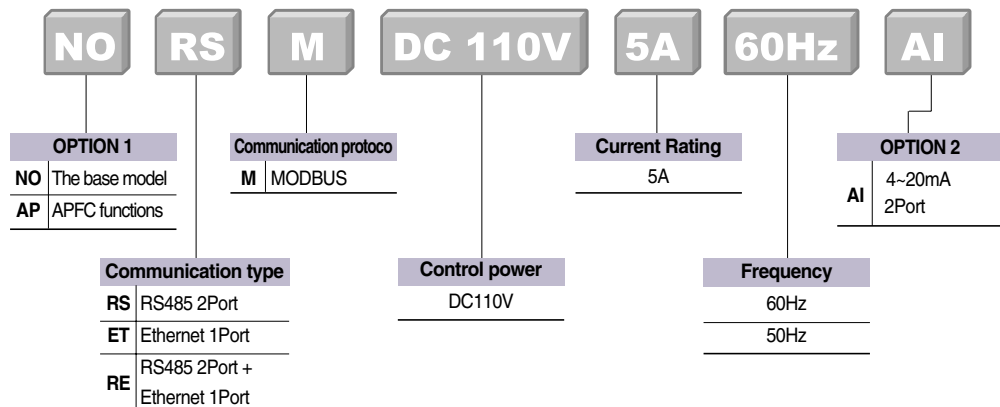 NO RS M DC 110V 5A 60Hz AI
OPTION 1
NO The base model
AP APFC functions
Communication protoco
M MODBUS
Current Rating
5A
OPTION 2
AI 4~20mA
2Port
Communication type
RS RS485 2Port
ET Ethernet 1Port
RE RS485 2Port +
Ethernet 1Port
Control power
DC110V
Frequency
60Hz
50Hz